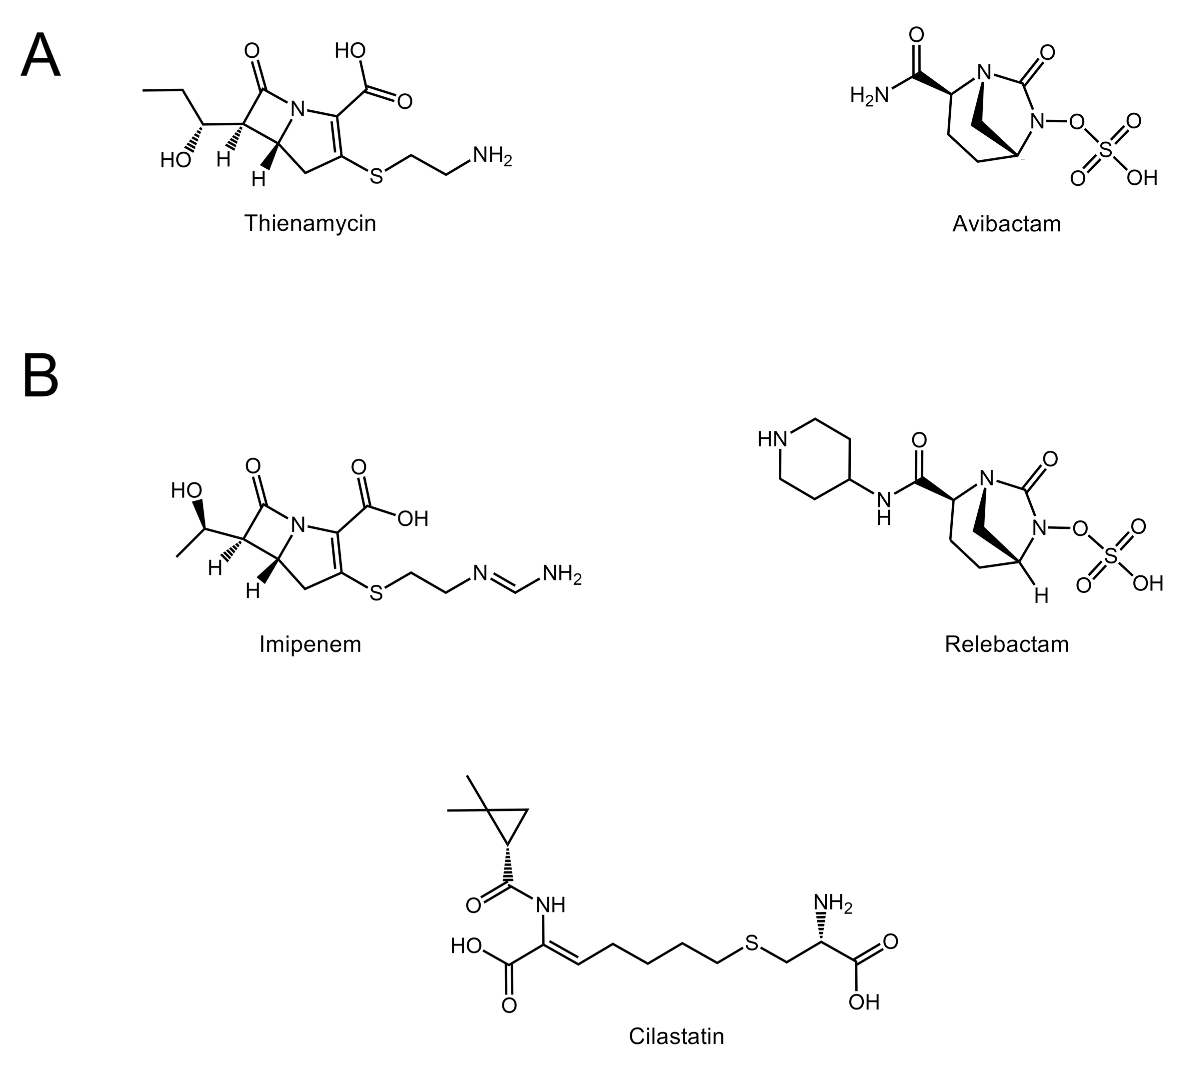 A
O
HO
N
O
HO
H
H
S
NH2
Thienamycin
O
H2N
N
O
N
O
O
S
O
OH
Avibactam
B
HO
O
O
N
OH
H
H
S
N
NH2
Imipenem
HN
O
N
H
N
O
N
O
O
S
O
OH
H
Relebactam
O
NH
HO
O
S
NH2
O
OH
Cilastatin